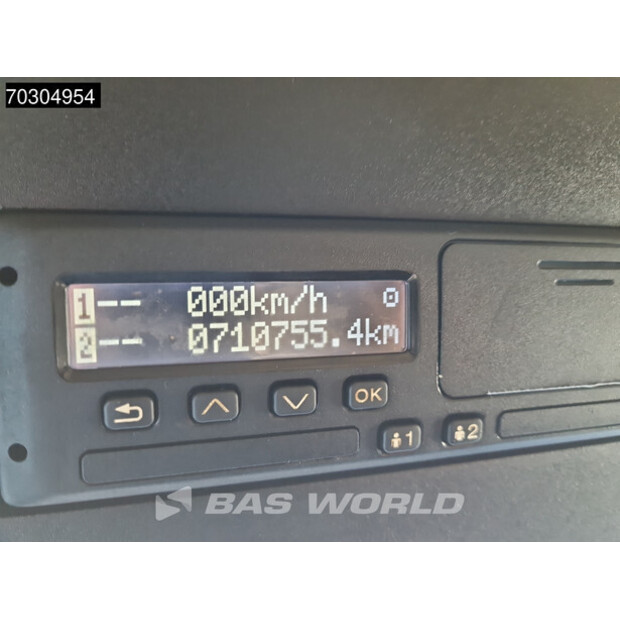 70304954
1-- 000km/h
2-- 0710755.4km
OK
1 2
BAS WORLD